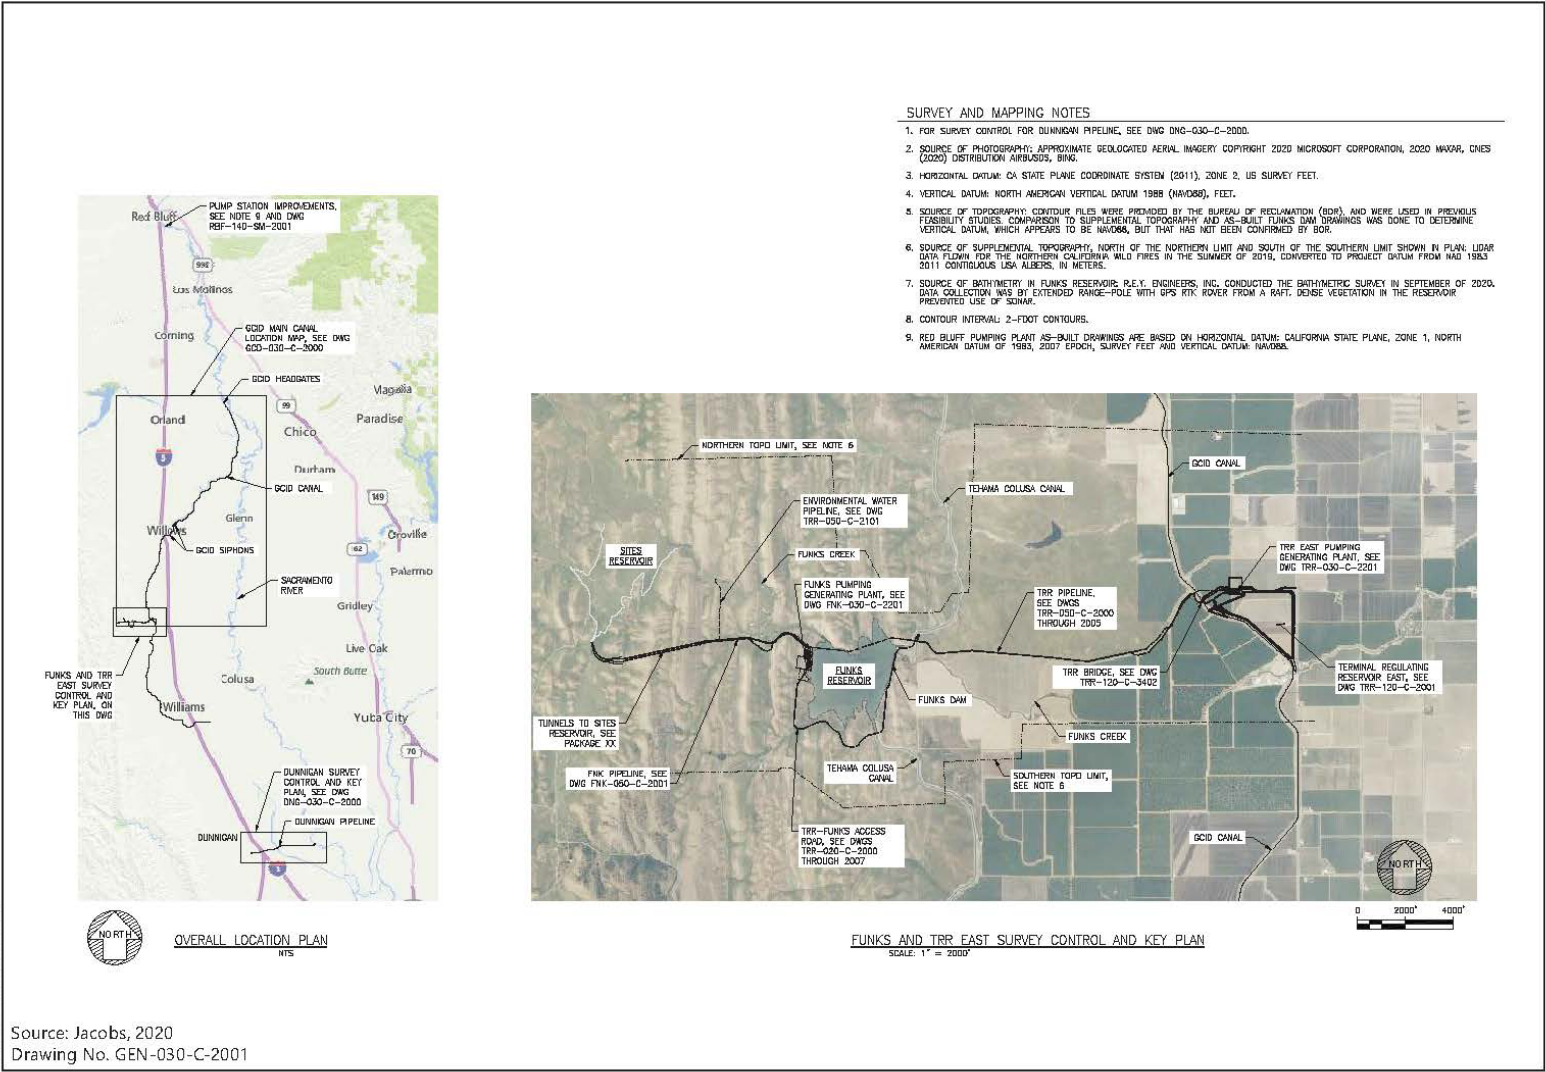 SURVEY AND MAPPING NOTES
1. FOR SURVEY CONTROL FOR DUNNIGAN PIPELINE, SEE DWG DNG-030-C-2000.
2. SOURCE OF PHOTOGRAPHY: APPROXIMATE GEOLOCATED AERIAL IMAGERY COPYRIGHT 2020 MICROSOFT CORPORATION, 2020 MAXAR, CNES
(2020) DISTRIBUTION AIRBUSDS, BING.
3. HORIZONTAL DATUM: CA STATE PLANE COORDINATE SYSTEM (2011), ZONE 2, US SURVEY FEET.
4. VERTICAL DATUM: NORTH AMERICAN VERTICAL DATUM 1988 (NAVD88), FEET.
5. SOURCE OF TOPOGRAPHY: CONTOUR FILES WERE PROVIDED BY THE BUREAU OF RECLAMATION (BOR), AND WERE USED IN PREVIOUS
FEASIBILITY STUDIES. COMPARISON TO SUPPLEMENTAL TOPOGRAPHY AND AS-BUILT FUNKS DAM DRAWINGS WAS DONE TO DETERMINE
VERTICAL DATUM, WHICH APPEARS TO BE NAVD88, BUT THAT HAS NOT BEEN CONFIRMED BY BOR.
6. SOURCE OF SUPPLEMENTAL TOPOGRAPHY, NORTH OF THE NORTHERN LIMIT AND SOUTH OF THE SOUTHERN LIMIT SHOWN IN PLAN: LIDAR
DATA FLOWN FOR THE NORTHERN CALIFORNIA WILD FIRES IN THE SUMMER OF 2019, CONVERTED TO PROJECT DATUM FROM NAD 1983
2011 CONTIGUOUS USA ALBERS, IN METERS.
7. SOURCE OF BATHYMETRY IN FUNKS RESERVOIR: R.E.Y. ENGINEERS, INC. CONDUCTED THE BATHYMETRIC SURVEY IN SEPTEMBER OF 2020.
DATA COLLECTION WAS BY EXTENDED RANGE-POLE WITH GPS RTK ROVER FROM A RAFT. DENSE VEGETATION IN THE RESERVOIR
PREVENTED USE OF SONAR.
8. CONTOUR INTERVAL: 2-FOOT CONTOURS.
9. RED BLUFF PUMPING PLANT AS-BUILT DRAWINGS ARE BASED ON HORIZONTAL DATUM: CALIFORNIA STATE PLANE, ZONE 1, NORTH
AMERICAN DATUM OF 1983, 2007 EPOCH, SURVEY FEET AND VERTICAL DATUM: NAVD88.
PUMP STATION IMPROVEMENTS,
SEE NOTE 9 AND DWG
RBF-140-SM-2001
Red Bluff
Los Molinos
Corning
GCID MAIN CANAL
LOCATION MAP, SEE DWG
GCD-030-C-2000
GCID HEADGATES
Magalia
99
Orland
Paradise
Chico
5
Durham
GCID CANAL
149
Glenn
Willows
Oroville
GCID SIPHONS
162
Palermo
SACRAMENTO
RIVER
Gridley
Live Oak
FUNKS AND TRR
EAST SURVEY
CONTROL AND
KEY PLAN, ON
THIS DWG
South Butte
Colusa
Williams
Yuba City
70
DUNNIGAN SURVEY
CONTROL AND KEY
PLAN, SEE DWG
DNG-030-C-2000
DUNNIGAN PIPELINE
DUNNIGAN
5
NORTH
OVERALL LOCATION PLAN
NTS
NORTHERN TOPO LIMIT, SEE NOTE 6
GCID CANAL
TEHAMA COLUSA CANAL
ENVIRONMENTAL WATER
PIPELINE, SEE DWG
TRR-050-C-2101
SITES
RESERVOIR
FUNKS CREEK
TRR EAST PUMPING
GENERATING PLANT, SEE
DWG TRR-030-C-2201
FUNKS PUMPING
GENERATING PLANT, SEE
DWG FNK-030-C-2201
TRR PIPELINE,
SEE DWGS
TRR-050-C-2000
THROUGH 2005
FUNKS
RESERVOIR
TRR BRIDGE, SEE DWG
TRR-120-C-3402
TERMINAL REGULATING
RESERVOIR EAST, SEE
DWG TRR-120-C-2001
FUNKS DAM
TUNNELS TO SITES
RESERVOIR, SEE
PACKAGE XX
FUNKS CREEK
FNK PIPELINE, SEE
DWG FNK-050-C-2001
TEHAMA COLUSA
CANAL
SOUTHERN TOPO LIMIT,
SEE NOTE 6
TRR-FUNKS ACCESS
ROAD, SEE DWGS
TRR-020-C-2000
THROUGH 2007
GCID CANAL
NORTH
0 2000' 4000'
FUNKS AND TRR EAST SURVEY CONTROL AND KEY PLAN
SCALE: 1" = 2000'
Source: Jacobs, 2020
Drawing No. GEN-030-C-2001